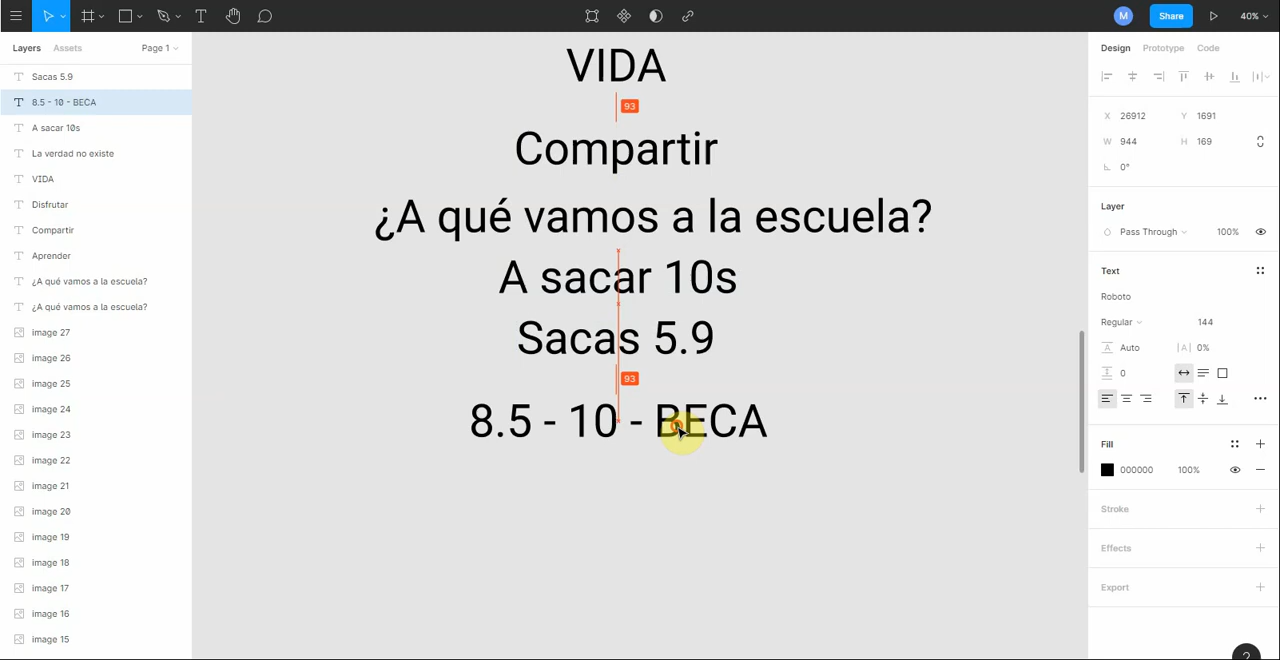 M
Share
40%
Layers
Assets
Page 1
Sacas 5.9
8.5 - 10 - BECA
A sacar 10s
La verdad no existe
VIDA
Disfrutar
Compartir
Aprender
¿A qué vamos a la escuela?
¿A qué vamos a la escuela?
image 27
image 26
image 25
image 24
image 23
image 22
image 21
image 20
image 19
image 18
image 17
image 16
image 15
VIDA
93
Compartir
¿A qué vamos a la escuela?
A sacar 10s
Sacas 5.9
93
8.5 - 10 - BECA
Design
Prototype
Code
X 26912 Y 1691
W 944 H 169
0°
Layer
Pass Through 100%
Text
Roboto
Regular 144
A Auto |A| 0%
0
Fill
000000 100%
Stroke
Effects
Export
?